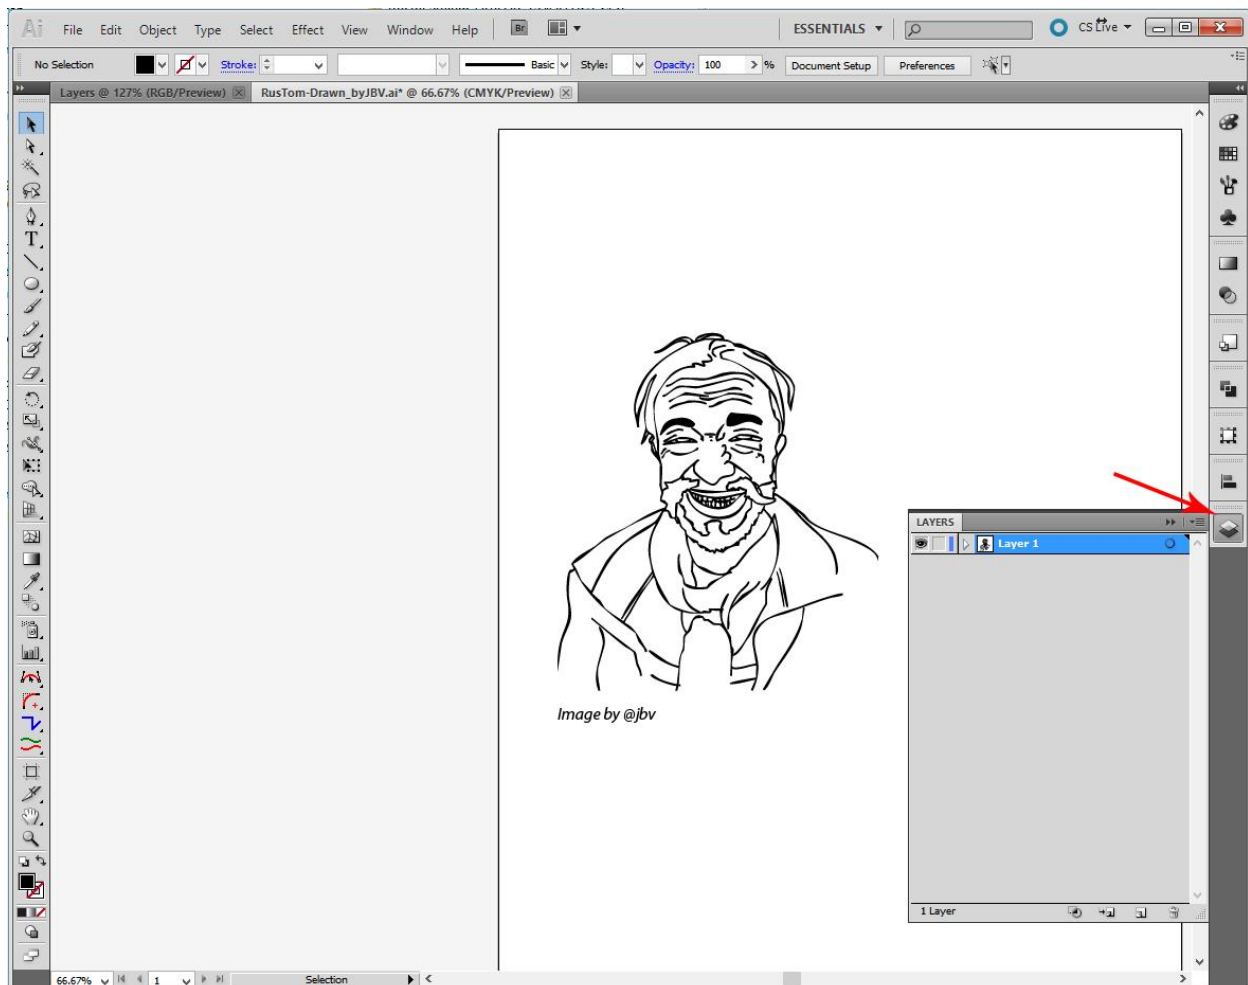 Ai File Edit Object Type Select Effect View Window Help Br ESSENTIALS CS Live
No Selection Stroke: Basic Style: Opacity: 100 % Document Setup Preferences
Layers @ 127% (RGB/Preview) RusTom-Drawn_byJBV.ai* @ 66.67% (CMYK/Preview)
LAYERS
Layer 1
Image by @jbv
1 Layer
66.67% 1 Selection